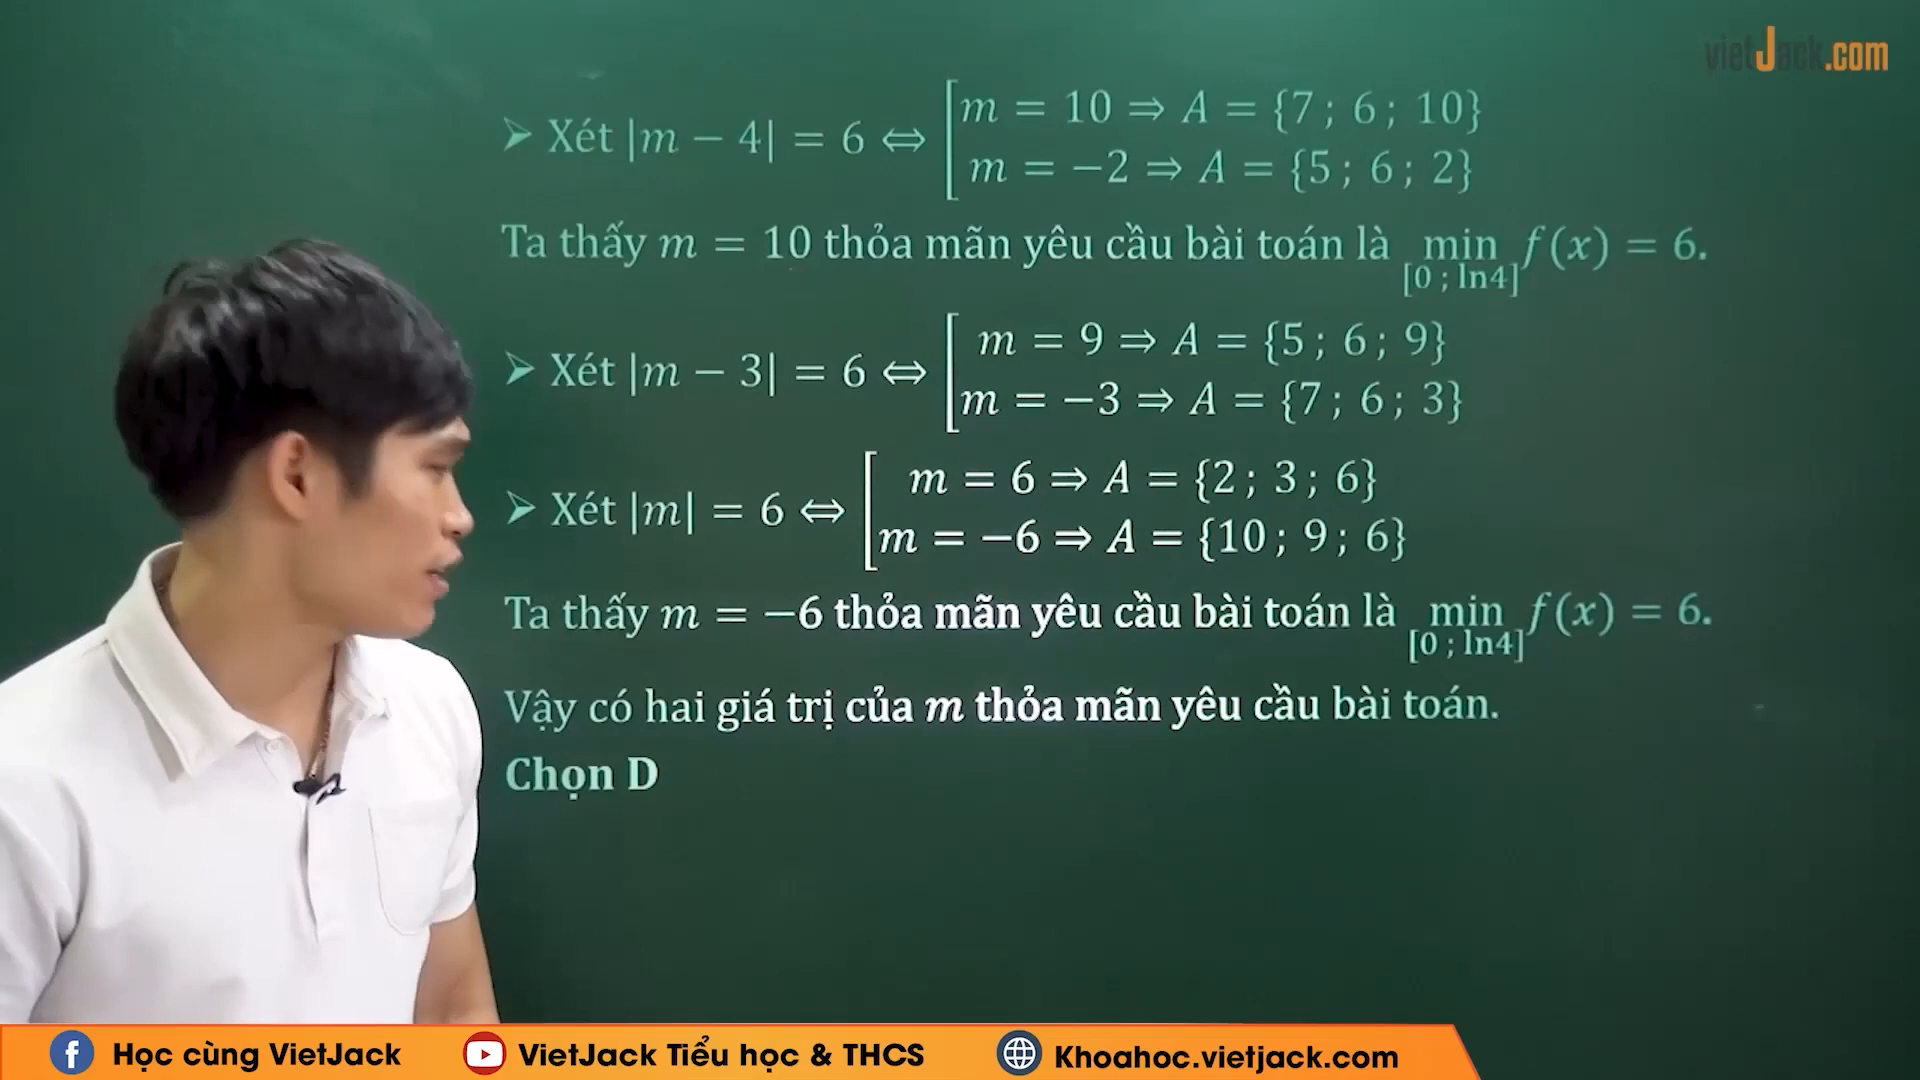 vietJack.com
➤ Xét |m − 4| = 6 ⇔ [ m = 10 ⇒ A = {7 ; 6 ; 10}
m = −2 ⇒ A = {5 ; 6 ; 2}
Ta thấy m = 10 thỏa mãn yêu cầu bài toán là min f(x) = 6.
[0 ; ln4]
➤ Xét |m − 3| = 6 ⇔ [ m = 9 ⇒ A = {5 ; 6 ; 9}
m = −3 ⇒ A = {7 ; 6 ; 3}
➤ Xét |m| = 6 ⇔ [ m = 6 ⇒ A = {2 ; 3 ; 6}
m = −6 ⇒ A = {10 ; 9 ; 6}
Ta thấy m = −6 thỏa mãn yêu cầu bài toán là min f(x) = 6.
[0 ; ln4]
Vậy có hai giá trị của m thỏa mãn yêu cầu bài toán.
Chọn D
Học cùng VietJack
VietJack Tiểu học & THCS
Khoahoc.vietjack.com